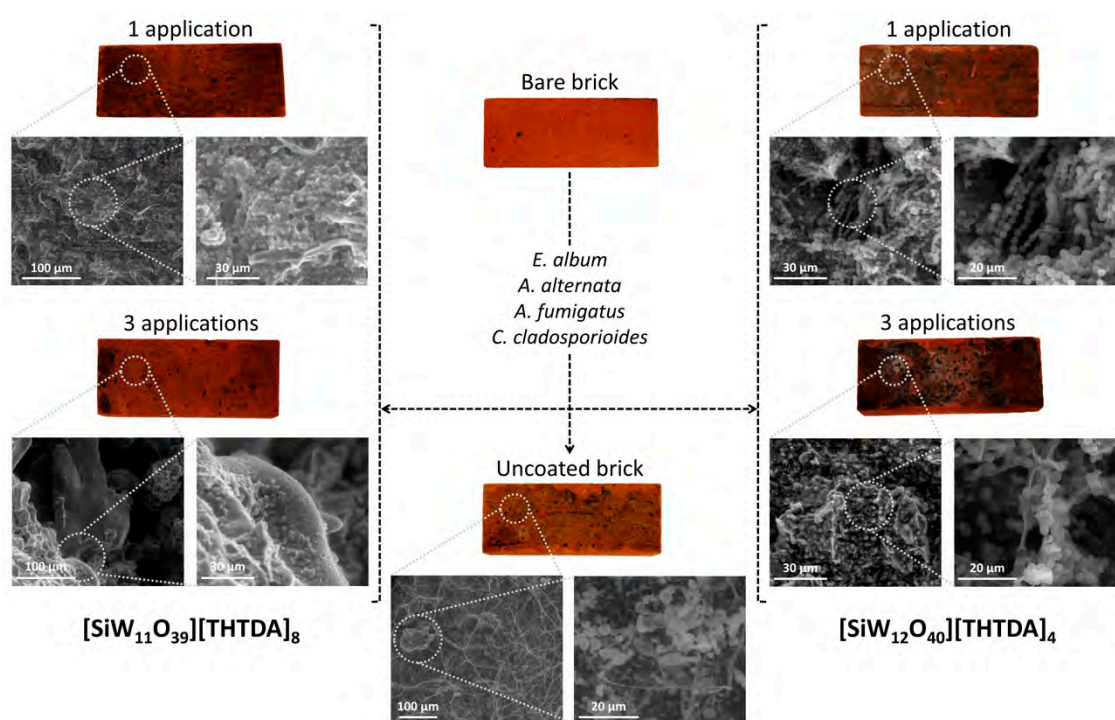 1 application
100 µm
30 µm
3 applications
100 µm
30 µm
[SiW₁₁O₃₉][THTDA]₈
Bare brick
E. album
A. alternata
A. fumigatus
C. cladosporioides
Uncoated brick
100 µm
20 µm
1 application
30 µm
20 µm
3 applications
30 µm
20 µm
[SiW₁₂O₄₀][THTDA]₄